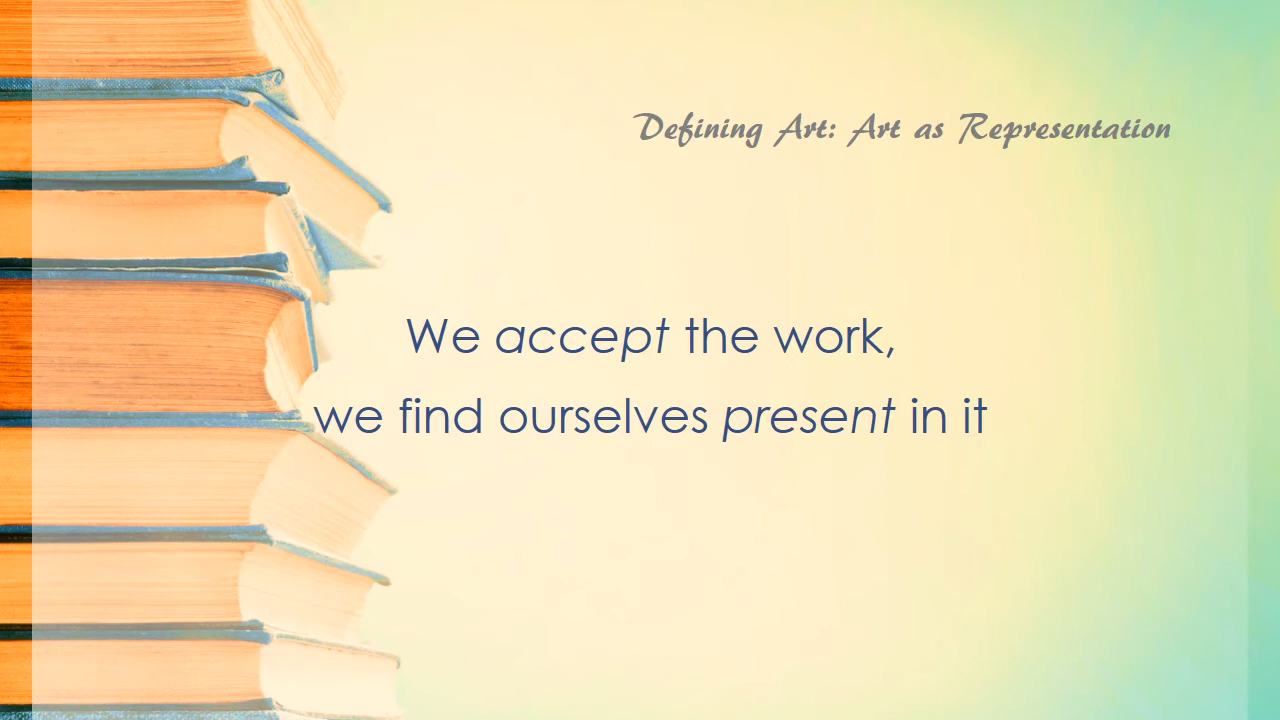 Defining Art: Art as Representation
We accept the work,
we find ourselves present in it